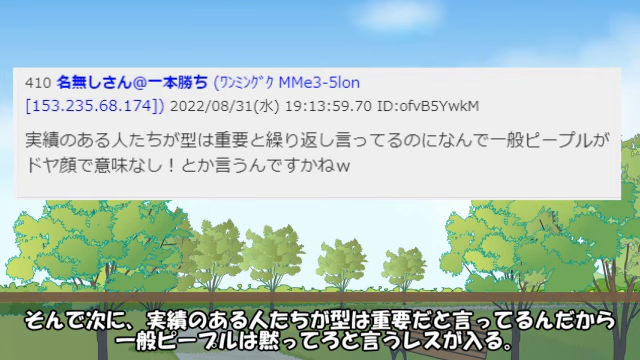 410 名無しさん@一本勝ち (ﾜﾝﾐﾝｸﾞｸ MMe3-5lon
[153.235.68.174]) 2022/08/31(水) 19:13:59.70 ID:ofvB5YwkM
実績のある人たちが型は重要と繰り返し言ってるのになんで一般ピープルが
ドヤ顔で意味なし！とか言うんですかねｗ
そんで次に、実績のある人たちが型は重要だと言ってるんだから
一般ピープルは黙ってろと言うレスが入る。